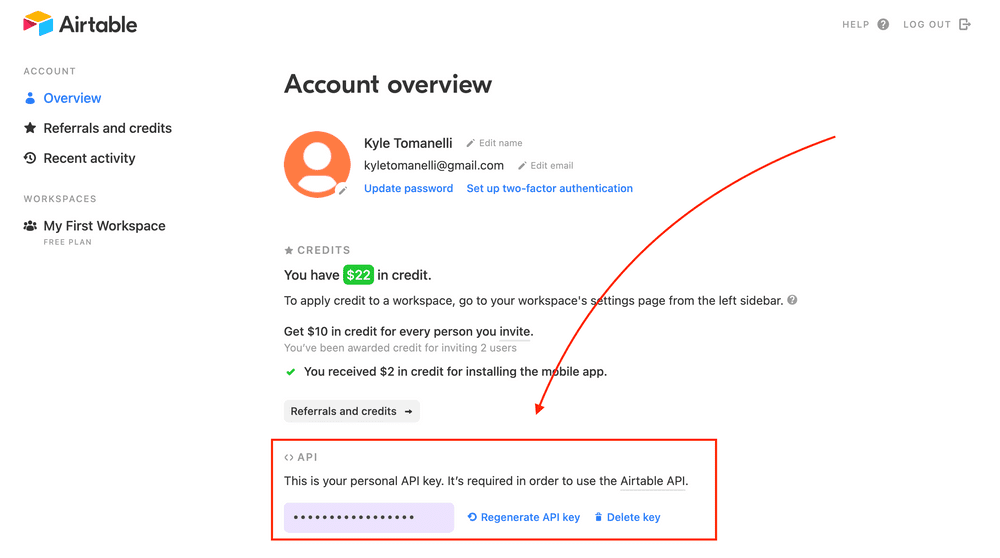 Airtable
HELP ? LOG OUT
ACCOUNT
Overview
Referrals and credits
Recent activity
WORKSPACES
My First Workspace
FREE PLAN
Account overview
Kyle Tomanelli Edit name
kyletomanelli@gmail.com Edit email
Update password Set up two-factor authentication
CREDITS
You have $22 in credit.
To apply credit to a workspace, go to your workspace's settings page from the left sidebar. ?
Get $10 in credit for every person you invite.
You've been awarded credit for inviting 2 users
You received $2 in credit for installing the mobile app.
Referrals and credits →
<> API
This is your personal API key. It's required in order to use the Airtable API.
•••••••••••••••••
Regenerate API key Delete key